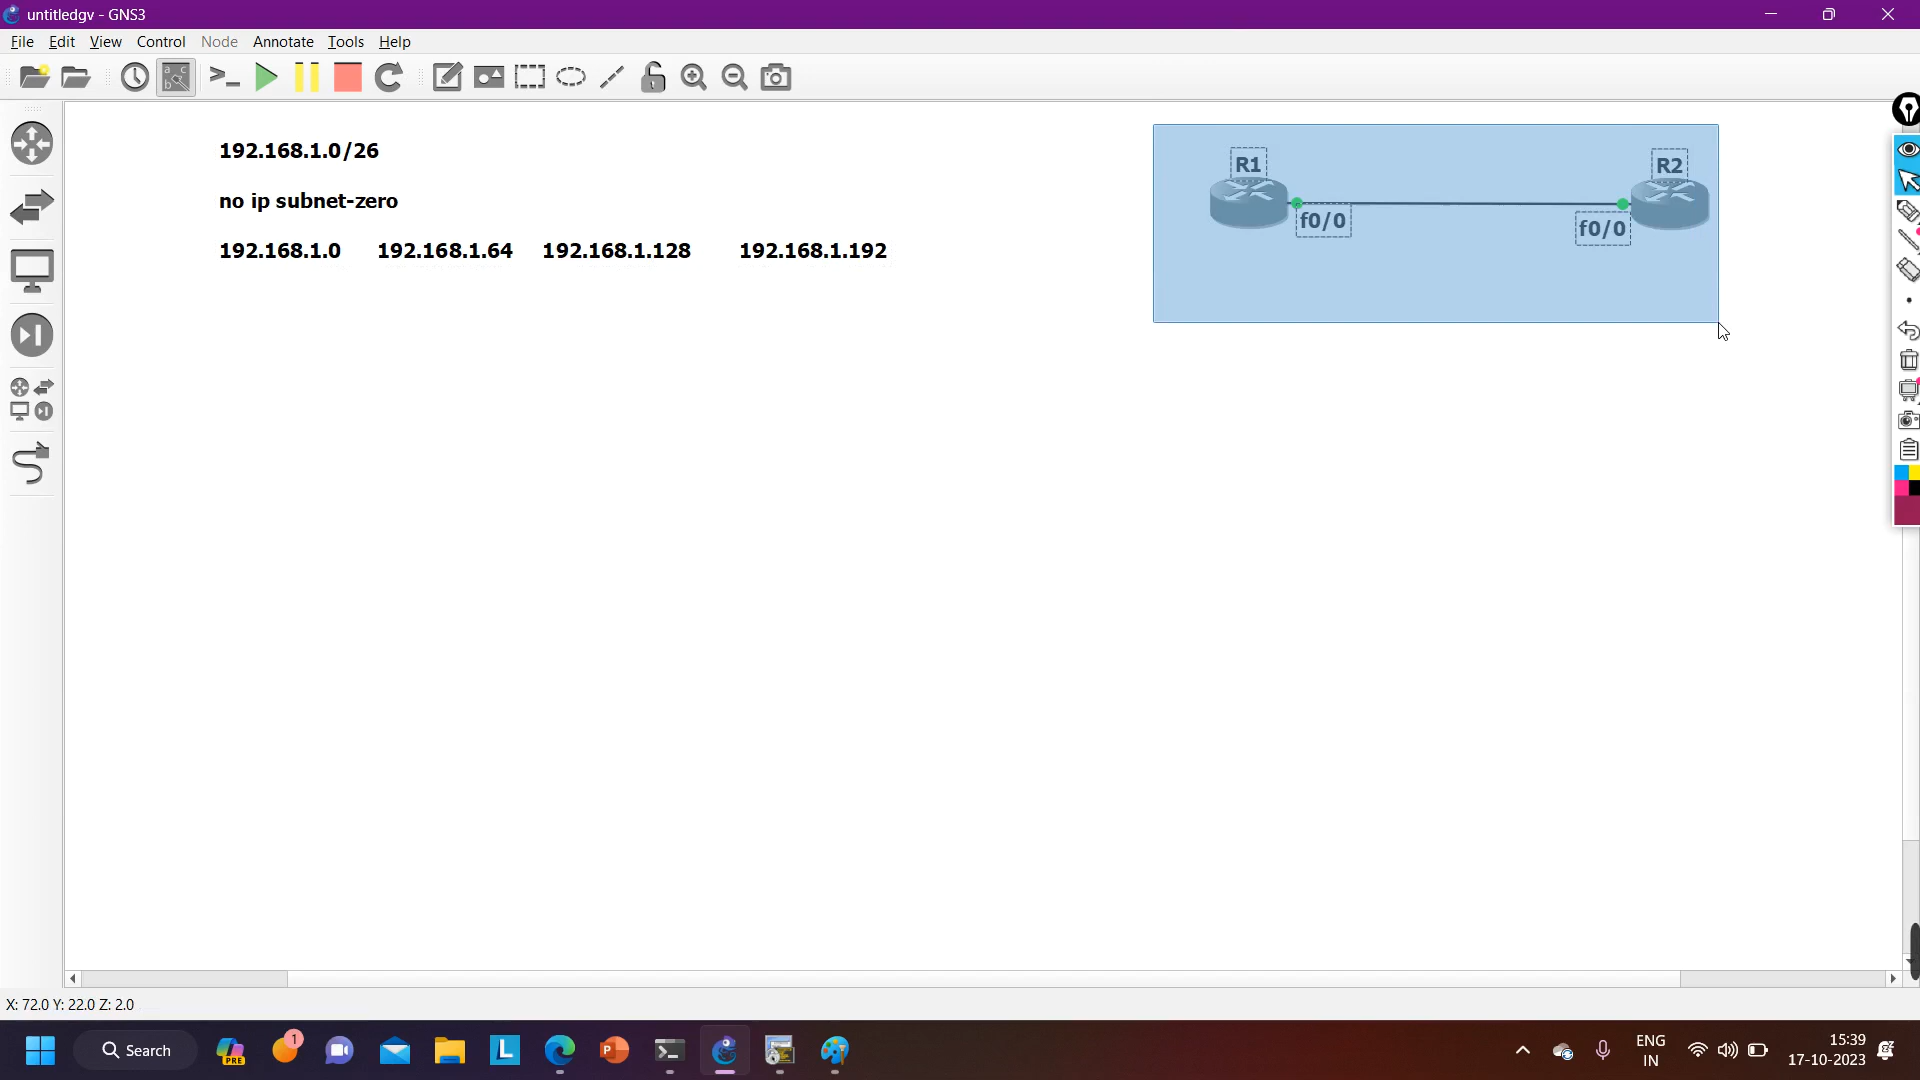 untitledgv - GNS3
File Edit View Control Node Annotate Tools Help
192.168.1.0/26
no ip subnet-zero
192.168.1.0 192.168.1.64 192.168.1.128 192.168.1.192
R1 R2
f0/0 f0/0
X: 72.0 Y: 22.0 Z: 2.0
Search
PRE
1
L
P
ENG
IN
15:39
17-10-2023